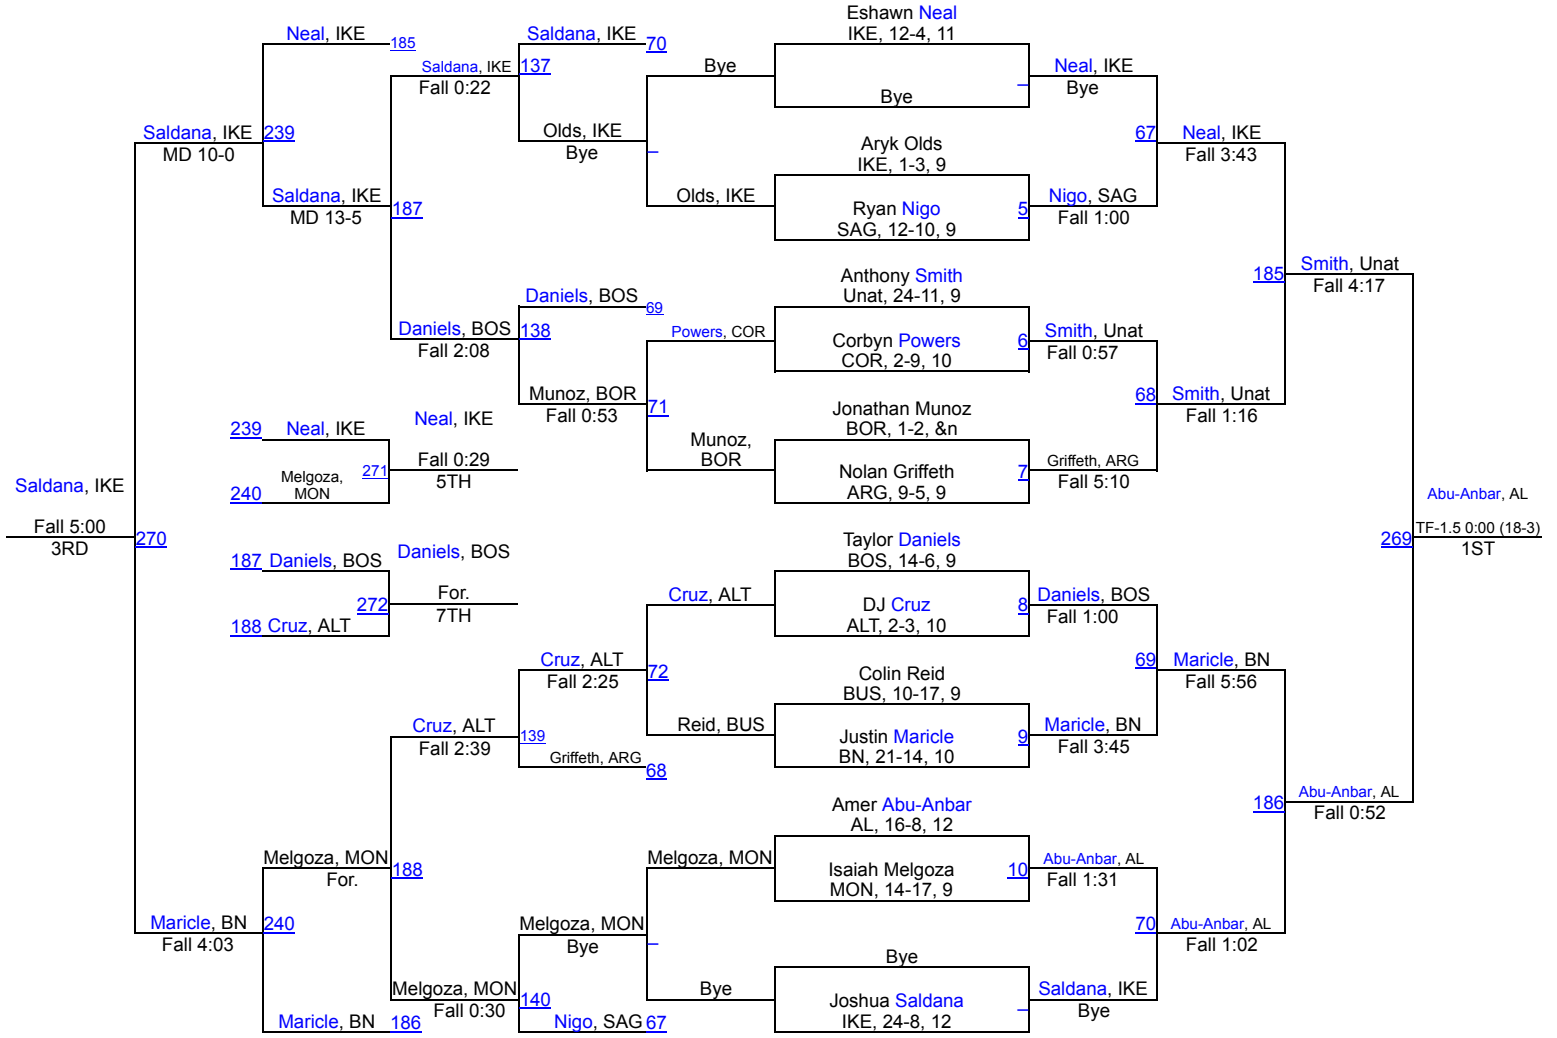 Eshawn Neal
IKE, 12-4, 11
Neal, IKE
185
Saldana, IKE
70
Saldana, IKE
137
Fall 0:22
Bye
Bye
Neal, IKE
Bye
Saldana, IKE
239
MD 10-0
Olds, IKE
Bye
Aryk Olds
IKE, 1-3, 9
67
Neal, IKE
Fall 3:43
Saldana, IKE
MD 13-5
187
Olds, IKE
Ryan Nigo
SAG, 12-10, 9
5
Nigo, SAG
Fall 1:00
Anthony Smith
Unat, 24-11, 9
185
Smith, Unat
Fall 4:17
Daniels, BOS
69
Daniels, BOS
138
Fall 2:08
Powers, COR
Corbyn Powers
COR, 2-9, 10
6
Smith, Unat
Fall 0:57
Munoz, BOR
Fall 0:53
71
Jonathan Munoz
BOR, 1-2, &n
68
Smith, Unat
Fall 1:16
239
Neal, IKE
Neal, IKE
Munoz,
BOR
Fall 0:29
5TH
271
Melgoza,
MON
240
Nolan Griffeth
ARG, 9-5, 9
7
Griffeth, ARG
Fall 5:10
Saldana, IKE
Fall 5:00
3RD
270
Abu-Anbar, AL
TF-1.5 0:00 (18-3)
1ST
269
187
Daniels, BOS
Daniels, BOS
For.
7TH
272
188
Cruz, ALT
Taylor Daniels
BOS, 14-6, 9
Cruz, ALT
DJ Cruz
ALT, 2-3, 10
8
Daniels, BOS
Fall 1:00
Cruz, ALT
Fall 2:25
72
Colin Reid
BUS, 10-17, 9
69
Maricle, BN
Fall 5:56
Cruz, ALT
Fall 2:39
139
Reid, BUS
Justin Maricle
BN, 21-14, 10
9
Maricle, BN
Fall 3:45
Griffeth, ARG
68
Amer Abu-Anbar
AL, 16-8, 12
186
Abu-Anbar, AL
Fall 0:52
Melgoza, MON
For.
188
Melgoza, MON
Isaiah Melgoza
MON, 14-17, 9
10
Abu-Anbar, AL
Fall 1:31
Maricle, BN
Fall 4:03
240
Melgoza, MON
Bye
70
Abu-Anbar, AL
Fall 1:02
Bye
Melgoza, MON
Fall 0:30
140
Bye
Joshua Saldana
IKE, 24-8, 12
Saldana, IKE
Bye
Maricle, BN
186
Nigo, SAG
67